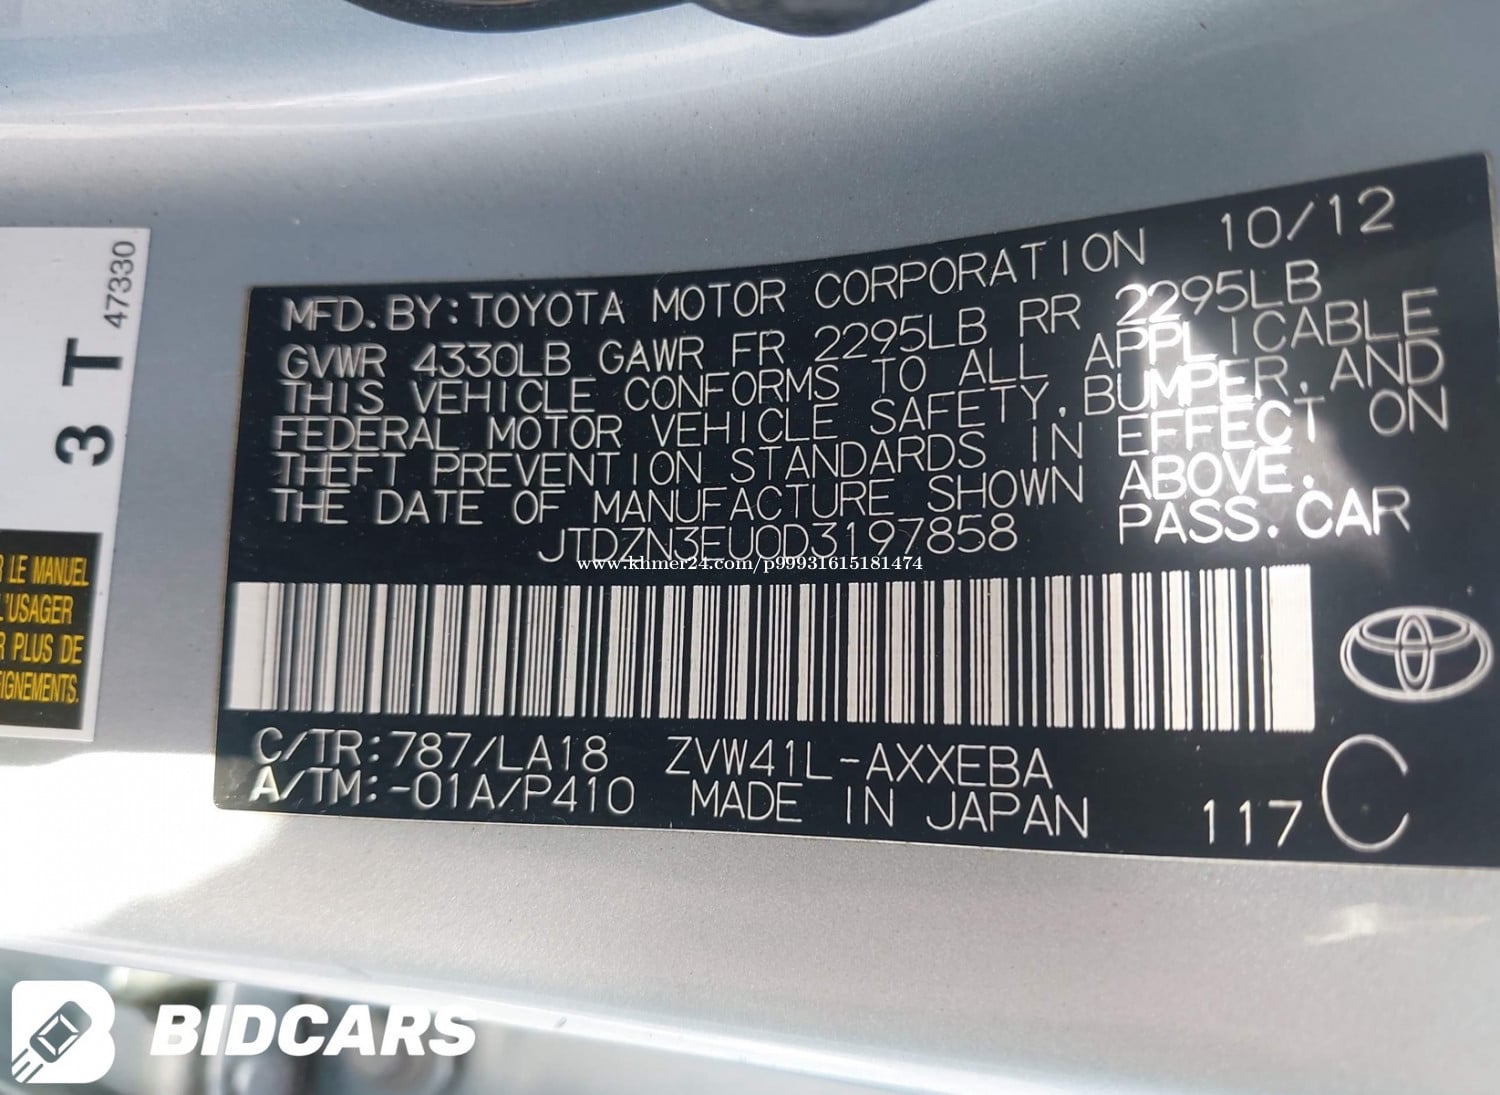 47330
3 T
R LE MANUEL
L'USAGER
R PLUS DE
EIGNEMENTS.
MFD. BY: TOYOTA MOTOR CORPORATION 10/12
GVWR 4330LB GAWR FR 2295LB RR 2295LB
THIS VEHICLE CONFORMS TO ALL APPLICABLE
FEDERAL MOTOR VEHICLE SAFETY, BUMPER, AND
THEFT PREVENTION STANDARDS IN EFFECT ON
THE DATE OF MANUFACTURE SHOWN ABOVE.
JTDZN3EU0D3197858 PASS. CAR
www.khmer24.com/p99931615181474
C/TR: 787/LA18 ZVW41L-AXXEBA
A/TM: -01A/P410 MADE IN JAPAN 117 C
BIDCARS